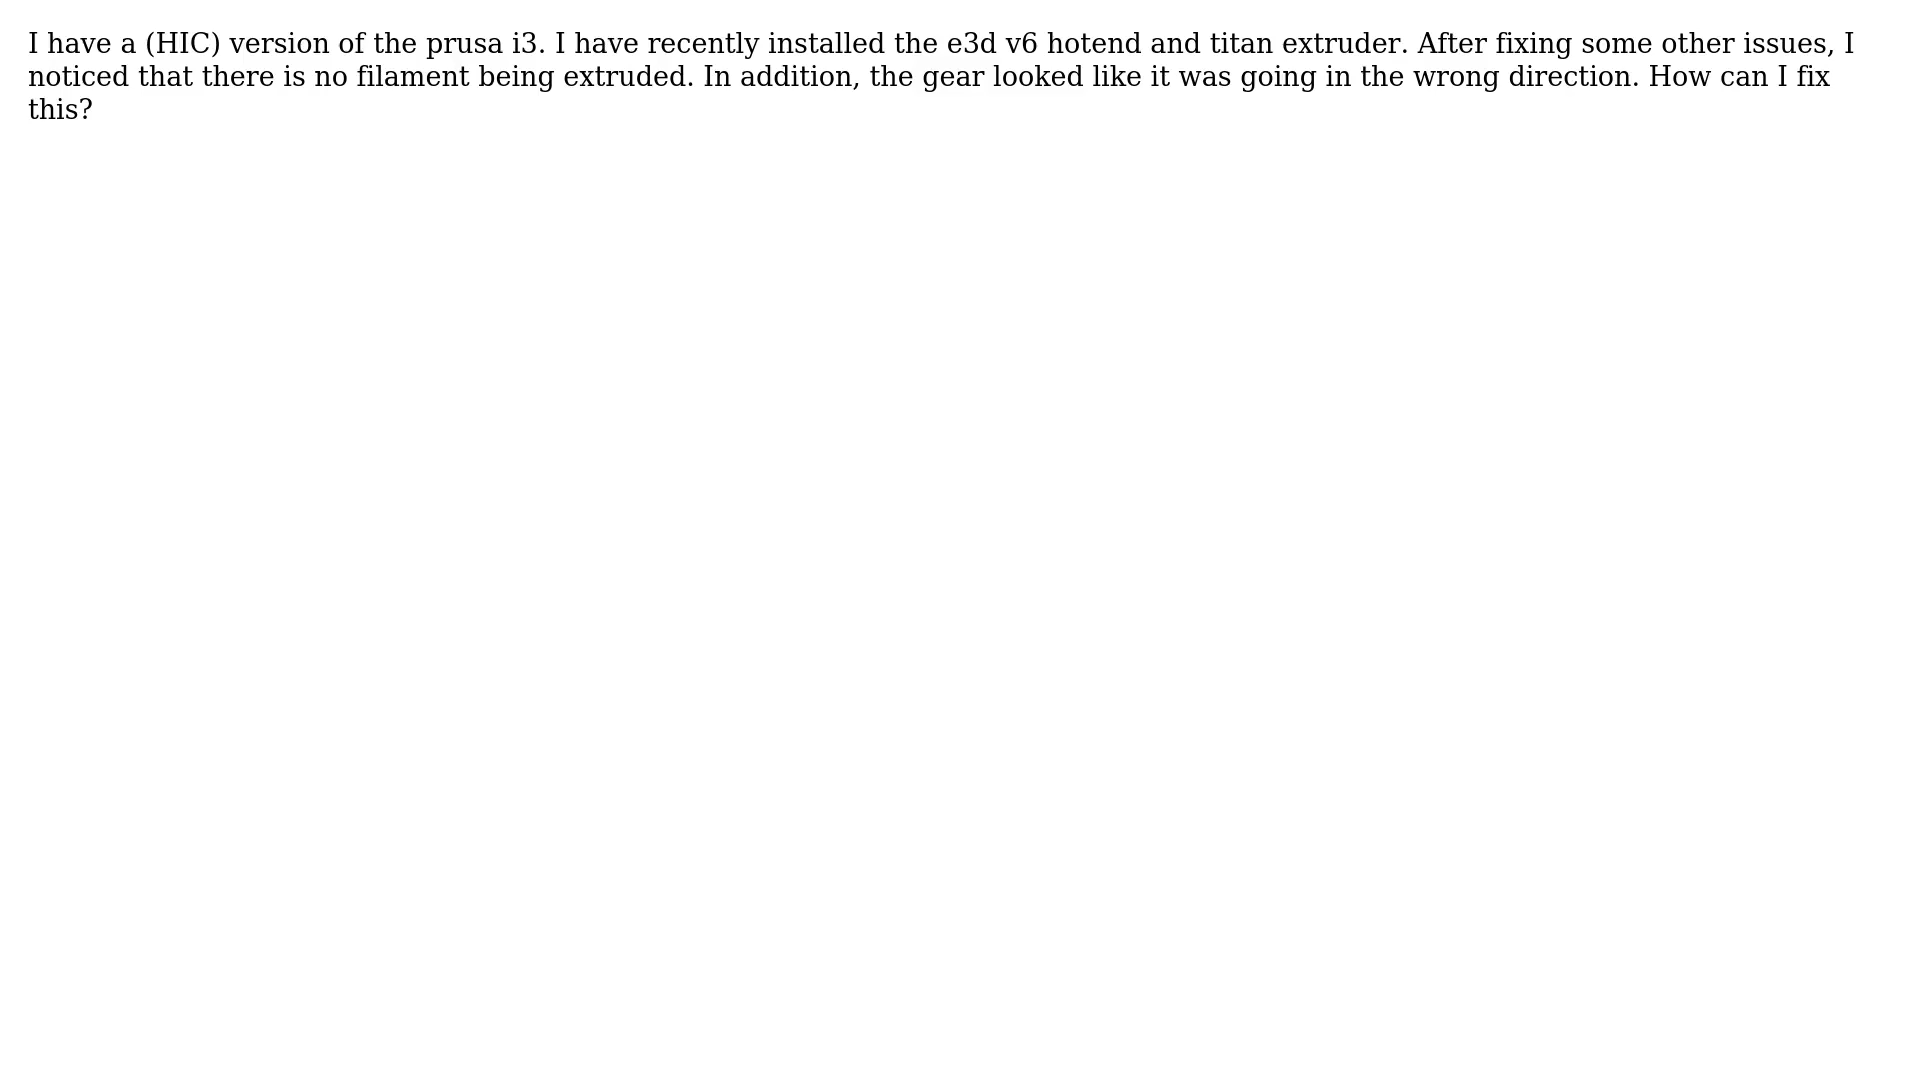 I have a (HIC) version of the prusa i3. I have recently installed the e3d v6 hotend and titan extruder. After fixing some other issues, I
noticed that there is no filament being extruded. In addition, the gear looked like it was going in the wrong direction. How can I fix
this?